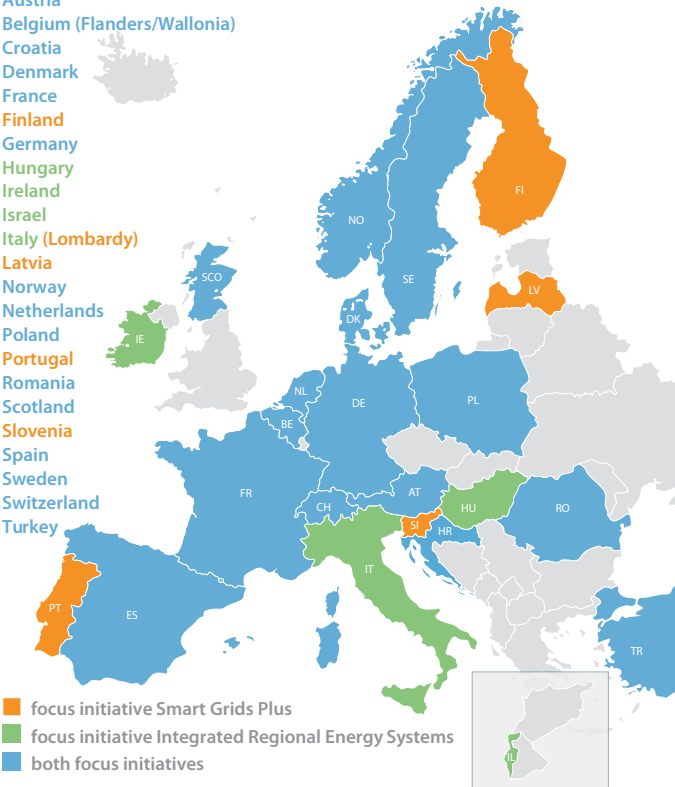 Austria
Belgium (Flanders/Wallonia)
Croatia
Denmark
France
Finland
Germany
Hungary
Ireland
Israel
Italy (Lombardy)
Latvia
Norway
Netherlands
Poland
Portugal
Romania
Scotland
Slovenia
Spain
Sweden
Switzerland
Turkey
FI
NO
SCO
SE
LV
DK
IE
NL
DE
PL
BE
FR
AT
CH
HU
RO
SI
HR
IT
PT
ES
TR
IL
focus initiative Smart Grids Plus
focus initiative Integrated Regional Energy Systems
both focus initiatives